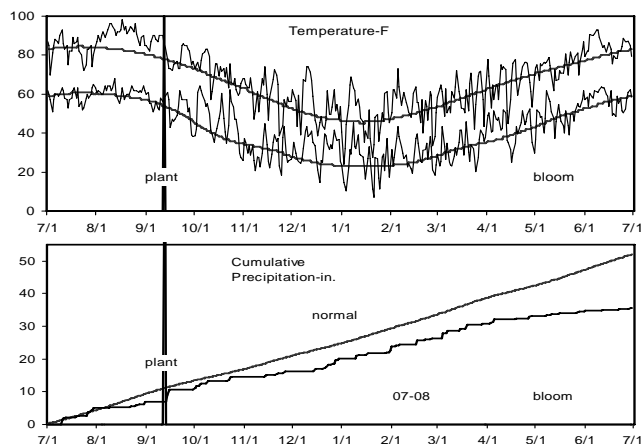 100
Temperature-F
80
60
40
20
plant
bloom
0
7/1 8/1 9/1 10/1 11/1 12/1 1/1 2/1 3/1 4/1 5/1 6/1 7/1
50
Cumulative
Precipitation-in.
40
normal
30
20
plant
10
07-08
bloom
0
7/1 8/1 9/1 10/1 11/1 12/1 1/1 2/1 3/1 4/1 5/1 6/1 7/1